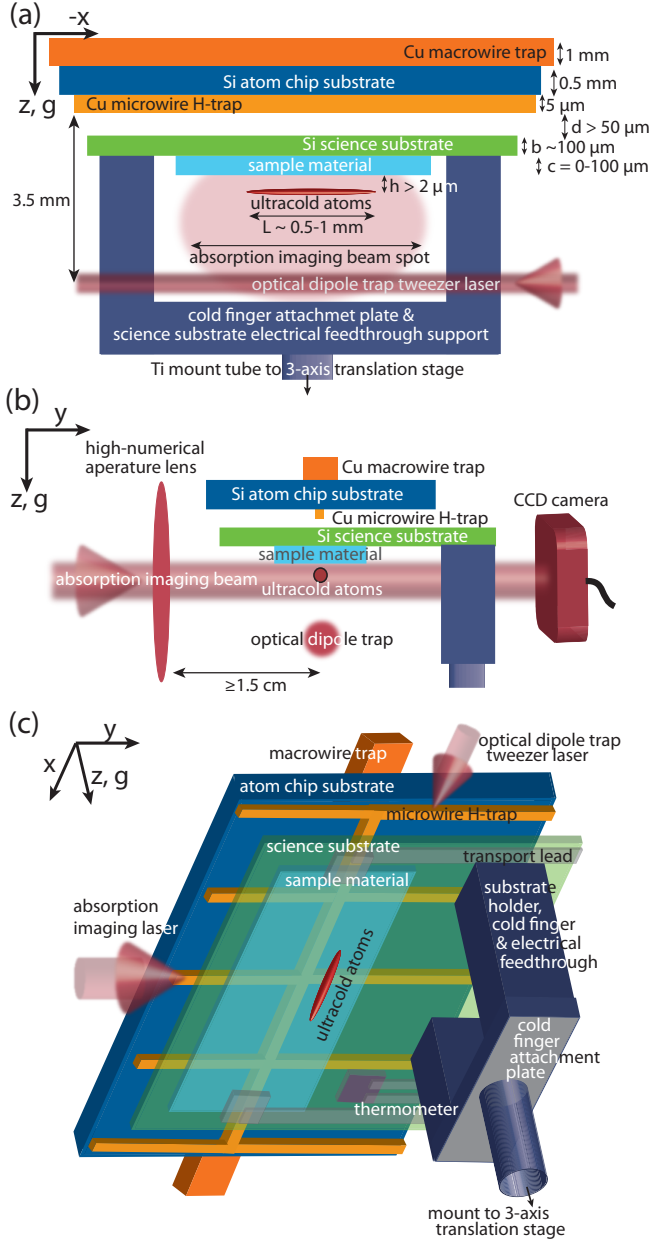 (a)
-x
z, g
Cu macrowire trap
1 mm
Si atom chip substrate
0.5 mm
Cu microwire H-trap
5 μm
d > 50 μm
Si science substrate
b ~100 μm
sample material
c = 0-100 μm
3.5 mm
h > 2 μm
ultracold atoms
L ~ 0.5-1 mm
absorption imaging beam spot
optical dipole trap tweezer laser
cold finger attachmet plate &
science substrate electrical feedthrough support
Ti mount tube to 3-axis translation stage
(b)
y
z, g
high-numerical
aperature lens
Cu macrowire trap
Si atom chip substrate
CCD camera
Cu microwire H-trap
Si science substrate
sample material
absorption imaging beam
ultracold atoms
optical dipole trap
≥1.5 cm
(c)
y
x
z, g
macrowire trap
optical dipole trap
tweezer laser
atom chip substrate
microwire H-trap
science substrate
transport lead
sample material
substrate
holder,
cold finger
& electrical
feedthrough
absorption
imaging laser
ultracold atoms
cold
finger
attachment
plate
thermometer
mount to 3-axis
translation stage